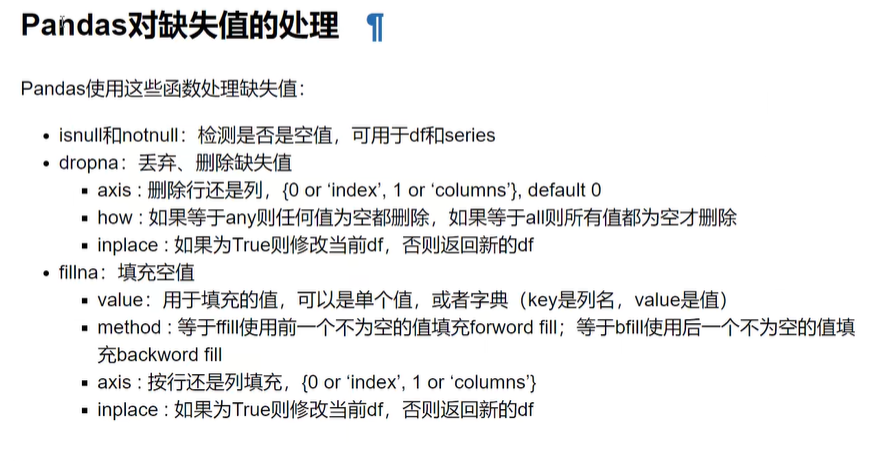 Pandas对缺失值的处理 ¶
Pandas使用这些函数处理缺失值：
• isnull和notnull：检测是否是空值，可用于df和series
• dropna：丢弃、删除缺失值
▪ axis : 删除行还是列，{0 or ‘index’, 1 or ‘columns’}, default 0
▪ how : 如果等于any则任何值为空都删除，如果等于all则所有值都为空才删除
▪ inplace : 如果为True则修改当前df，否则返回新的df
• fillna：填充空值
▪ value：用于填充的值，可以是单个值，或者字典（key是列名，value是值）
▪ method : 等于ffill使用前一个不为空的值填充forword fill；等于bfill使用后一个不为空的值填
充backword fill
▪ axis : 按行还是列填充，{0 or ‘index’, 1 or ‘columns’}
▪ inplace : 如果为True则修改当前df，否则返回新的df